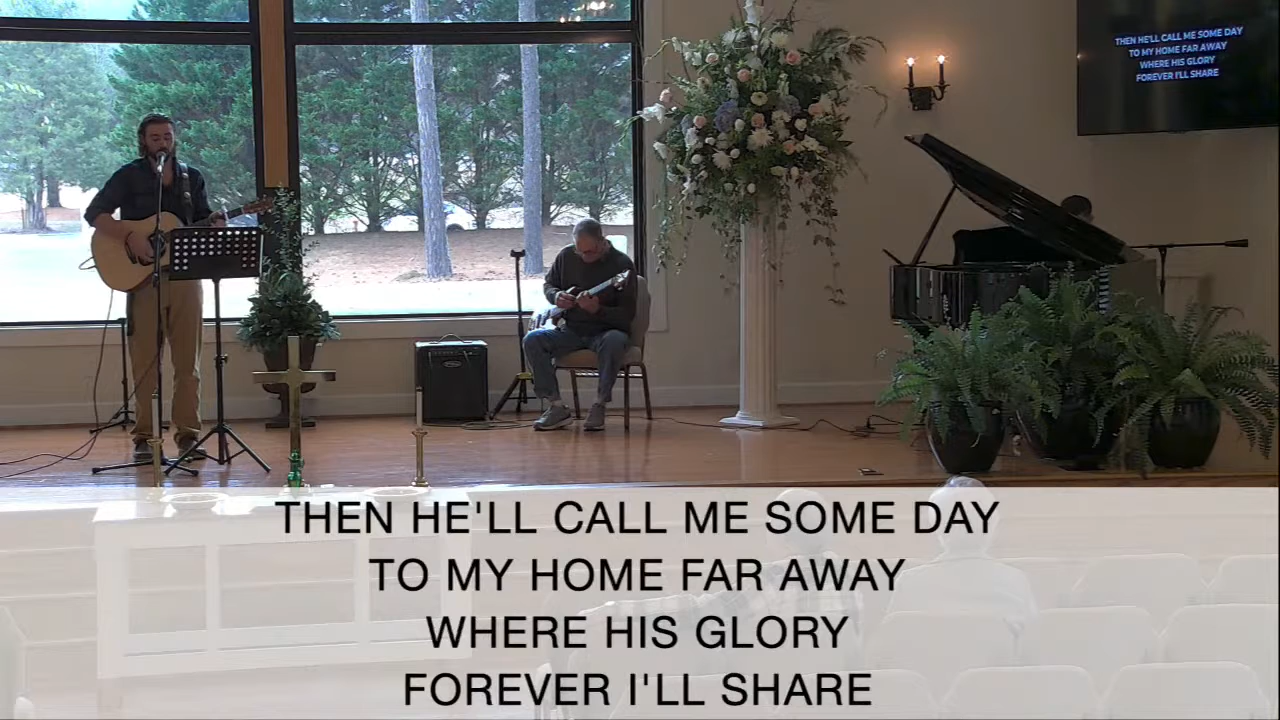 THEN HE'LL CALL ME SOME DAY
TO MY HOME FAR AWAY
WHERE HIS GLORY
FOREVER I'LL SHARE
THEN HE'LL CALL ME SOME DAY
TO MY HOME FAR AWAY
WHERE HIS GLORY
FOREVER I'LL SHARE